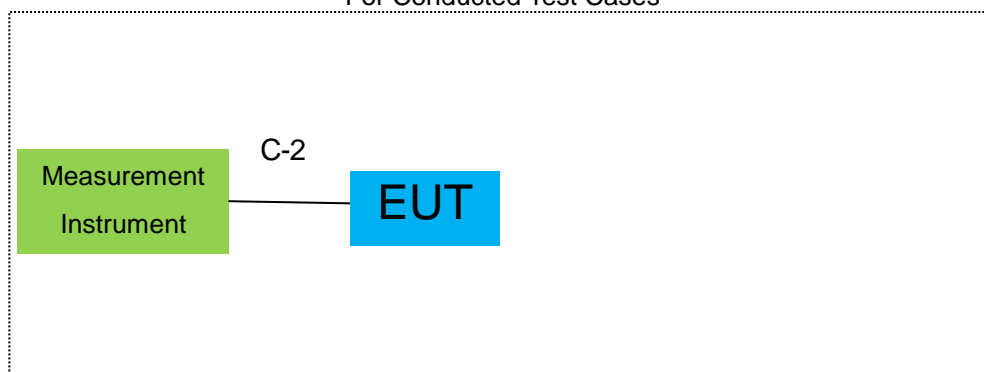 For Conducted Test Cases
C-2
Measurement
Instrument
EUT